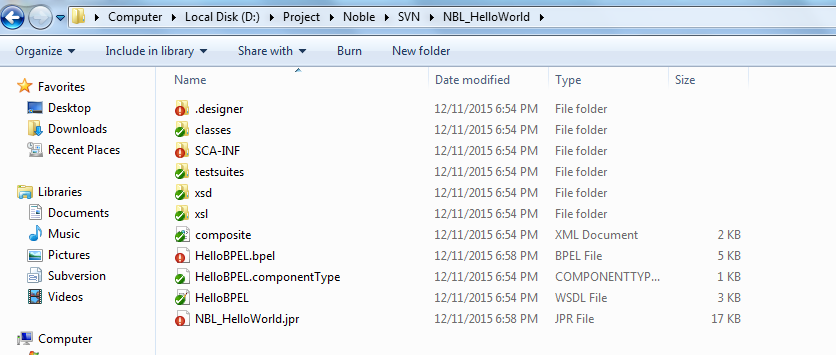 Computer ▸ Local Disk (D:) ▸ Project ▸ Noble ▸ SVN ▸ NBL_HelloWorld ▸
Organize Include in library Share with Burn New folder
Name Date modified Type Size
Favorites
Desktop
Downloads
Recent Places
Libraries
Documents
Music
Pictures
Subversion
Videos
Computer
.designer 12/11/2015 6:54 PM File folder
classes 12/11/2015 6:54 PM File folder
SCA-INF 12/11/2015 6:54 PM File folder
testsuites 12/11/2015 6:54 PM File folder
xsd 12/11/2015 6:54 PM File folder
xsl 12/11/2015 6:54 PM File folder
composite 12/11/2015 6:54 PM XML Document 2 KB
HelloBPEL.bpel 12/11/2015 6:58 PM BPEL File 5 KB
HelloBPEL.componentType 12/11/2015 6:54 PM COMPONENTTYP... 1 KB
HelloBPEL 12/11/2015 6:54 PM WSDL File 3 KB
NBL_HelloWorld.jpr 12/11/2015 6:58 PM JPR File 17 KB